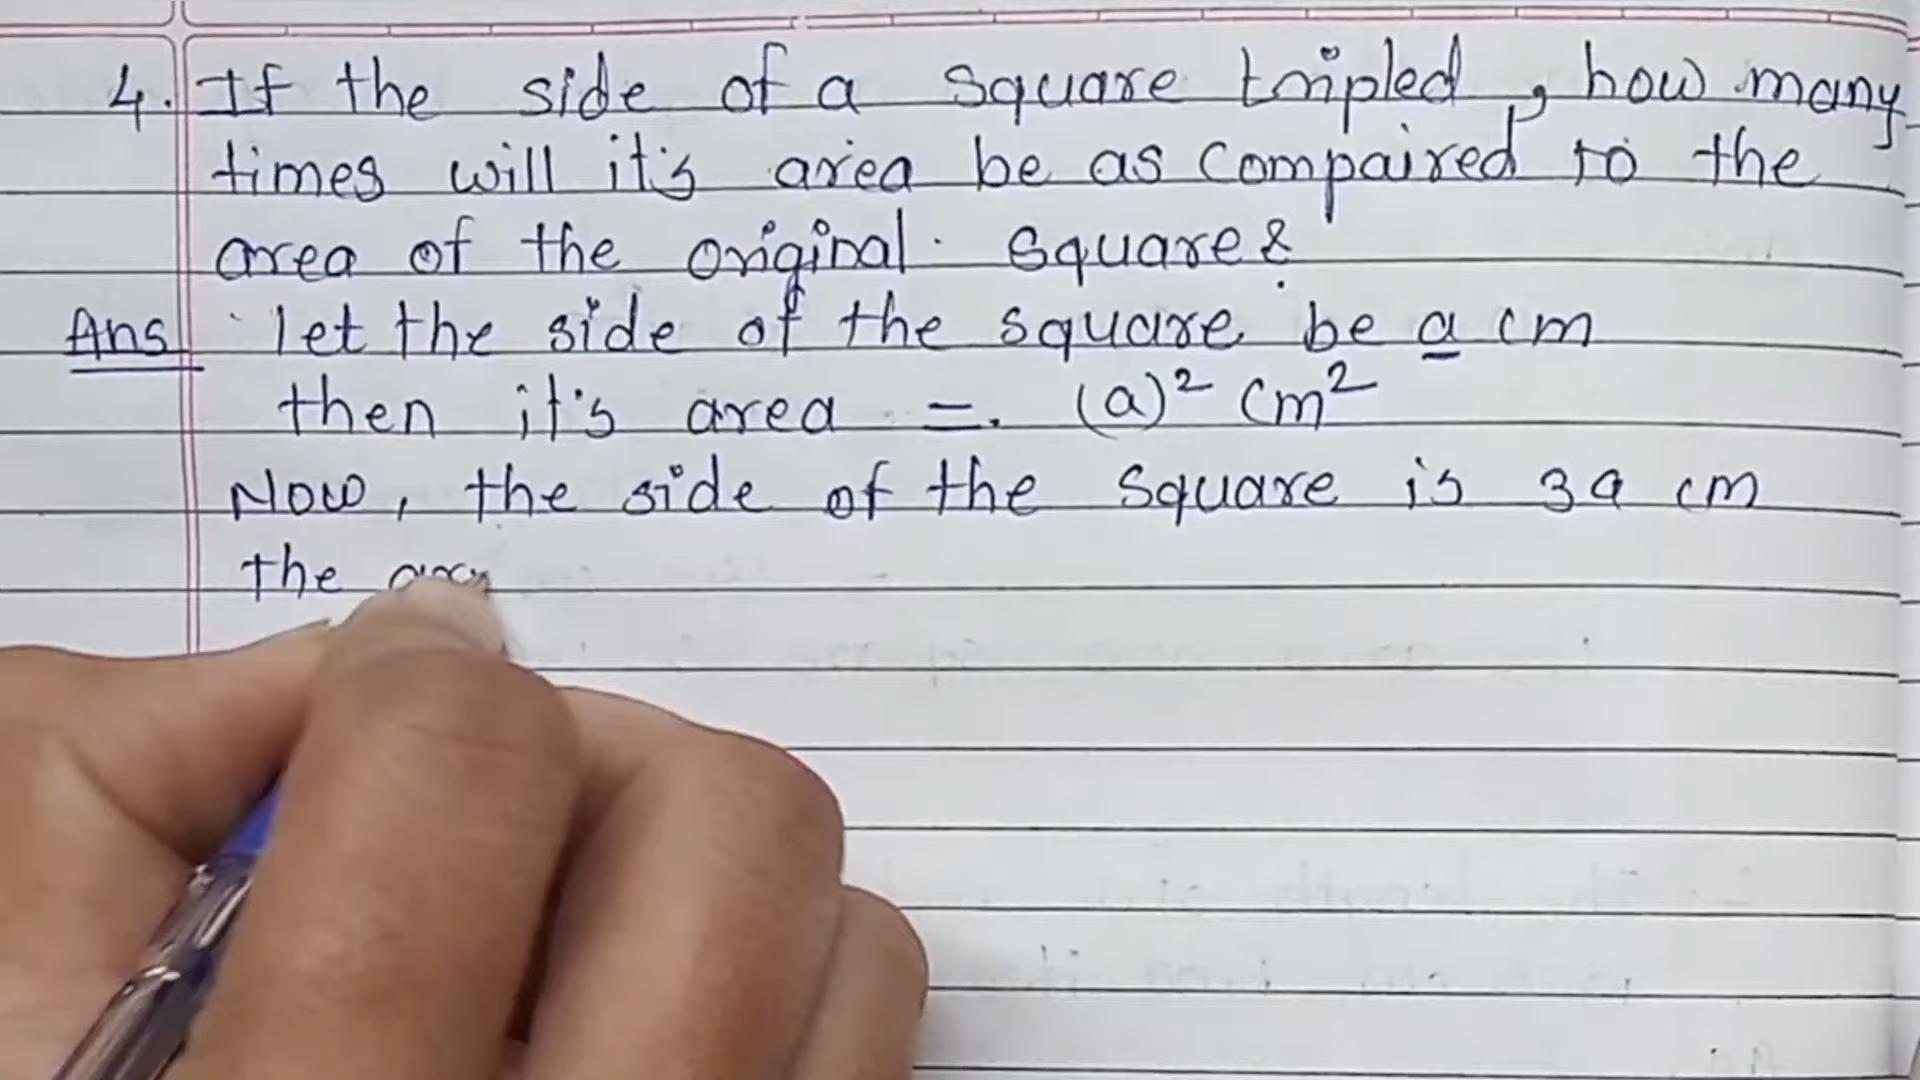 4. If the side of a square tripled, how many
times will it's area be as compaired to the
area of the original square?
Ans let the side of the square be a cm
then it's area = (a)² cm²
Now, the side of the square is 3a cm
the